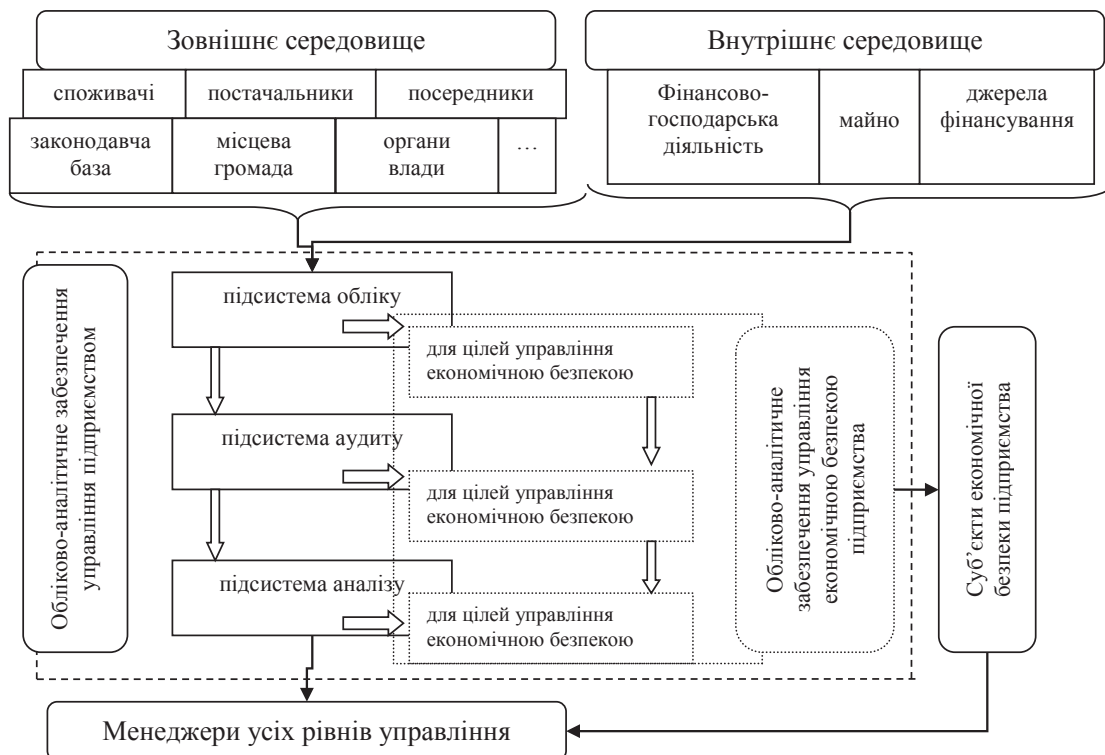 Зовнішнє середовище
Внутрішнє середовище
споживачі
постачальники
посередники
законодавча
база
місцева
громада
органи
влади
…
Фінансово-
господарська
діяльність
майно
джерела
фінансування
Обліково-аналітичне забезпечення
управління підприємством
підсистема обліку
для цілей управління
економічною безпекою
підсистема аудиту
для цілей управління
економічною безпекою
підсистема аналізу
для цілей управління
економічною безпекою
Обліково-аналітичне
забезпечення управління
економічною безпекою
підприємства
Суб’єкти економічної
безпеки підприємства
Менеджери усіх рівнів управління